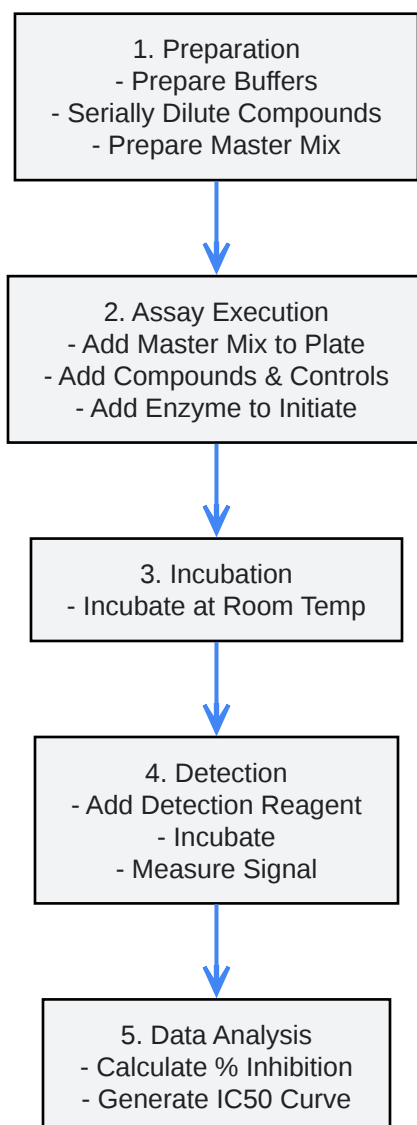 1. Preparation
- Prepare Buffers
- Serially Dilute Compounds
- Prepare Master Mix
2. Assay Execution
- Add Master Mix to Plate
- Add Compounds & Controls
- Add Enzyme to Initiate
3. Incubation
- Incubate at Room Temp
4. Detection
- Add Detection Reagent
- Incubate
- Measure Signal
5. Data Analysis
- Calculate % Inhibition
- Generate IC50 Curve